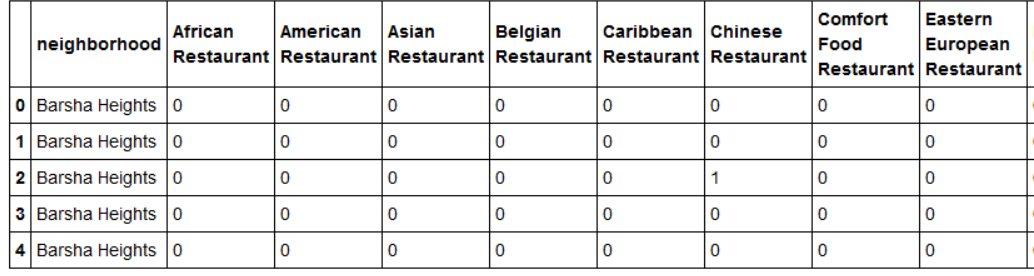 neighborhood African Restaurant American Restaurant Asian Restaurant Belgian Restaurant Caribbean Restaurant Chinese Restaurant Comfort Food Restaurant Eastern European Restaurant
0 Barsha Heights 0 0 0 0 0 0 0 0
1 Barsha Heights 0 0 0 0 0 0 0 0
2 Barsha Heights 0 0 0 0 0 1 0 0
3 Barsha Heights 0 0 0 0 0 0 0 0
4 Barsha Heights 0 0 0 0 0 0 0 0